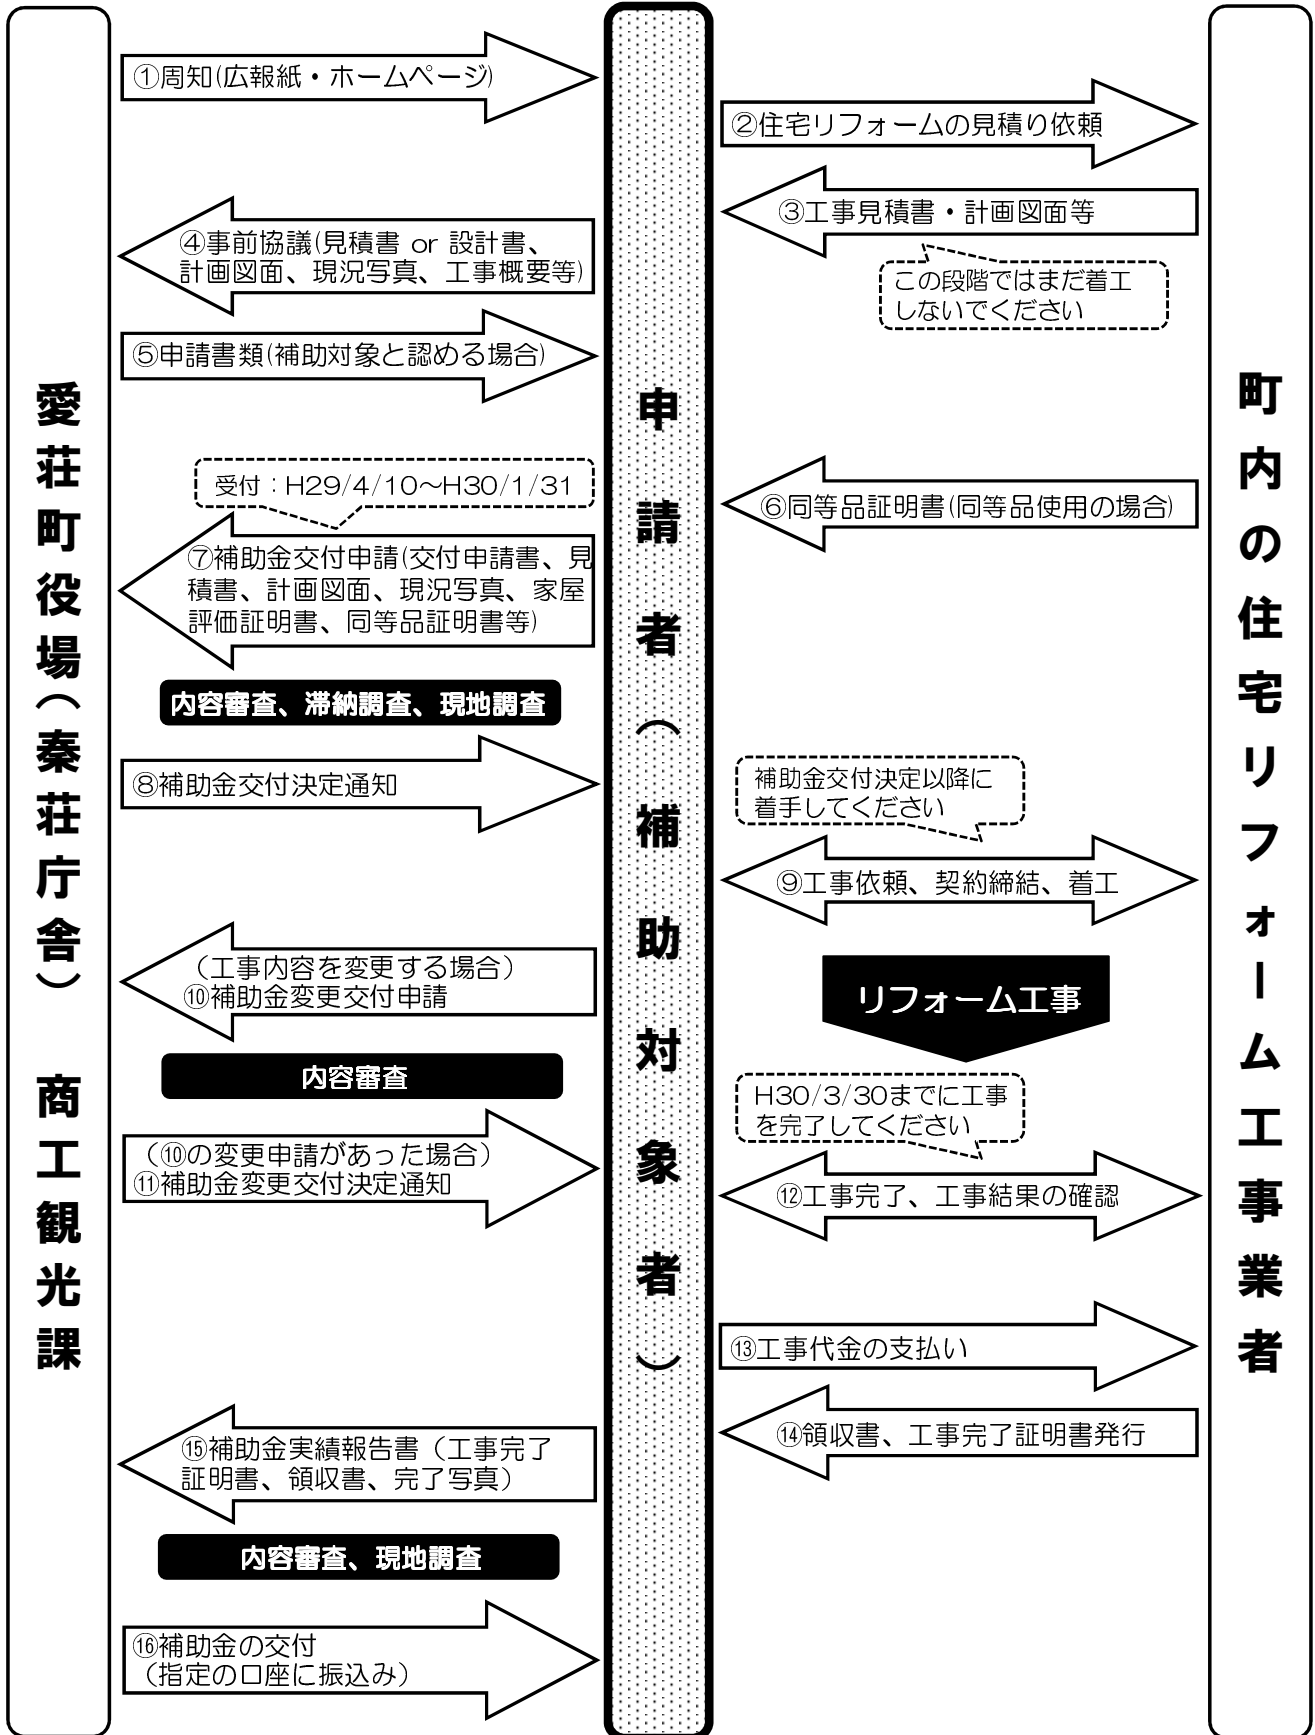 愛荘町役場(秦荘庁舎) 商工観光課
申請者(補助対象者)
町内の住宅リフォーム工事業者
①周知(広報紙・ホームページ)
②住宅リフォームの見積り依頼
③工事見積書・計画図面等
この段階ではまだ着工
しないでください
④事前協議(見積書 or 設計書、
計画図面、現況写真、工事概要等)
⑤申請書類(補助対象と認める場合)
⑥同等品証明書(同等品使用の場合)
受付：H29/4/10～H30/1/31
⑦補助金交付申請(交付申請書、見
積書、計画図面、現況写真、家屋
評価証明書、同等品証明書等)
内容審査、滞納調査、現地調査
⑧補助金交付決定通知
補助金交付決定以降に
着手してください
⑨工事依頼、契約締結、着工
リフォーム工事
（工事内容を変更する場合）
⑩補助金変更交付申請
内容審査
（⑩の変更申請があった場合）
⑪補助金変更交付決定通知
H30/3/30までに工事
を完了してください
⑫工事完了、工事結果の確認
⑬工事代金の支払い
⑭領収書、工事完了証明書発行
⑮補助金実績報告書（工事完了
証明書、領収書、完了写真）
内容審査、現地調査
⑯補助金の交付
（指定の口座に振込み）